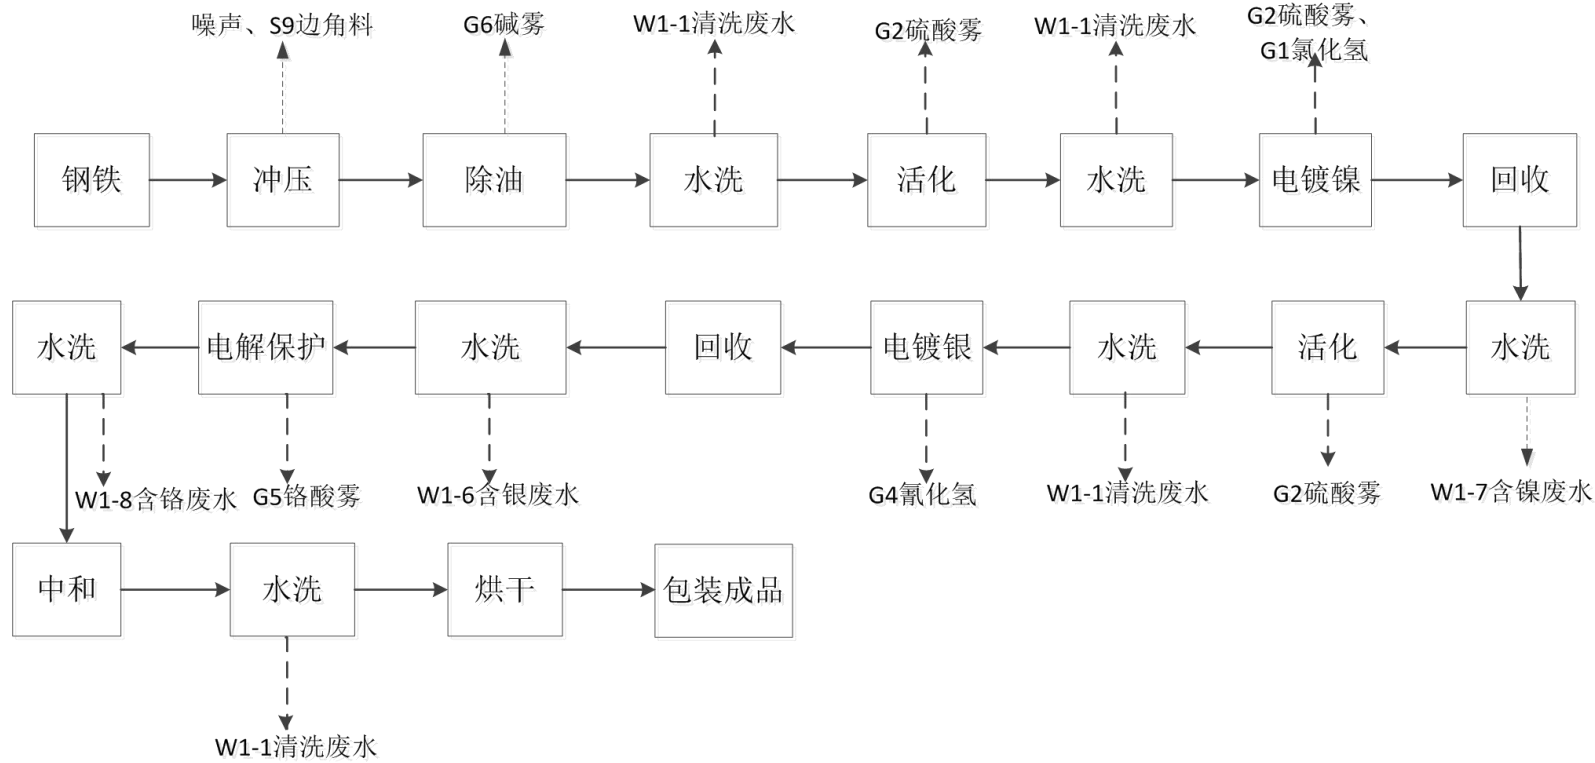 噪声、S9边角料
G6碱雾
W1-1清洗废水
G2硫酸雾
W1-1清洗废水
G2硫酸雾、
G1氯化氢
钢铁
冲压
除油
水洗
活化
水洗
电镀镍
回收
水洗
电解保护
水洗
回收
电镀银
水洗
活化
水洗
W1-8含铬废水
G5铬酸雾
W1-6含银废水
G4氰化氢
W1-1清洗废水
G2硫酸雾
W1-7含镍废水
中和
水洗
烘干
包装成品
W1-1清洗废水